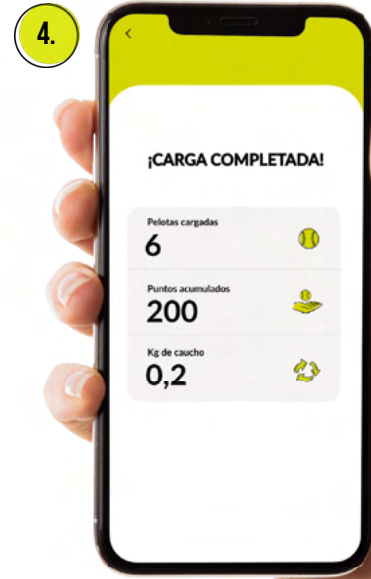 4.
¡CARGA COMPLETADA!
Pelotas cargadas
6
Puntos acumulados
200
Kg de caucho
0,2